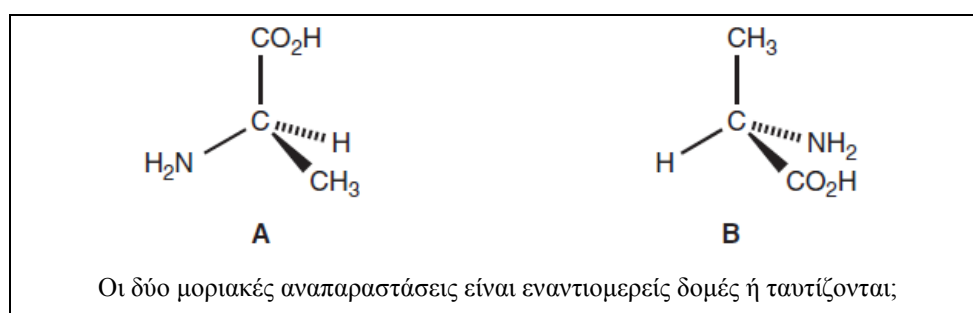 CO₂H CH₃
C H C NH₂
H₂N CH₃ H CO₂H
A B
Οι δύο μοριακές αναπαραστάσεις είναι εναντιομερείς δομές ή ταυτίζονται;